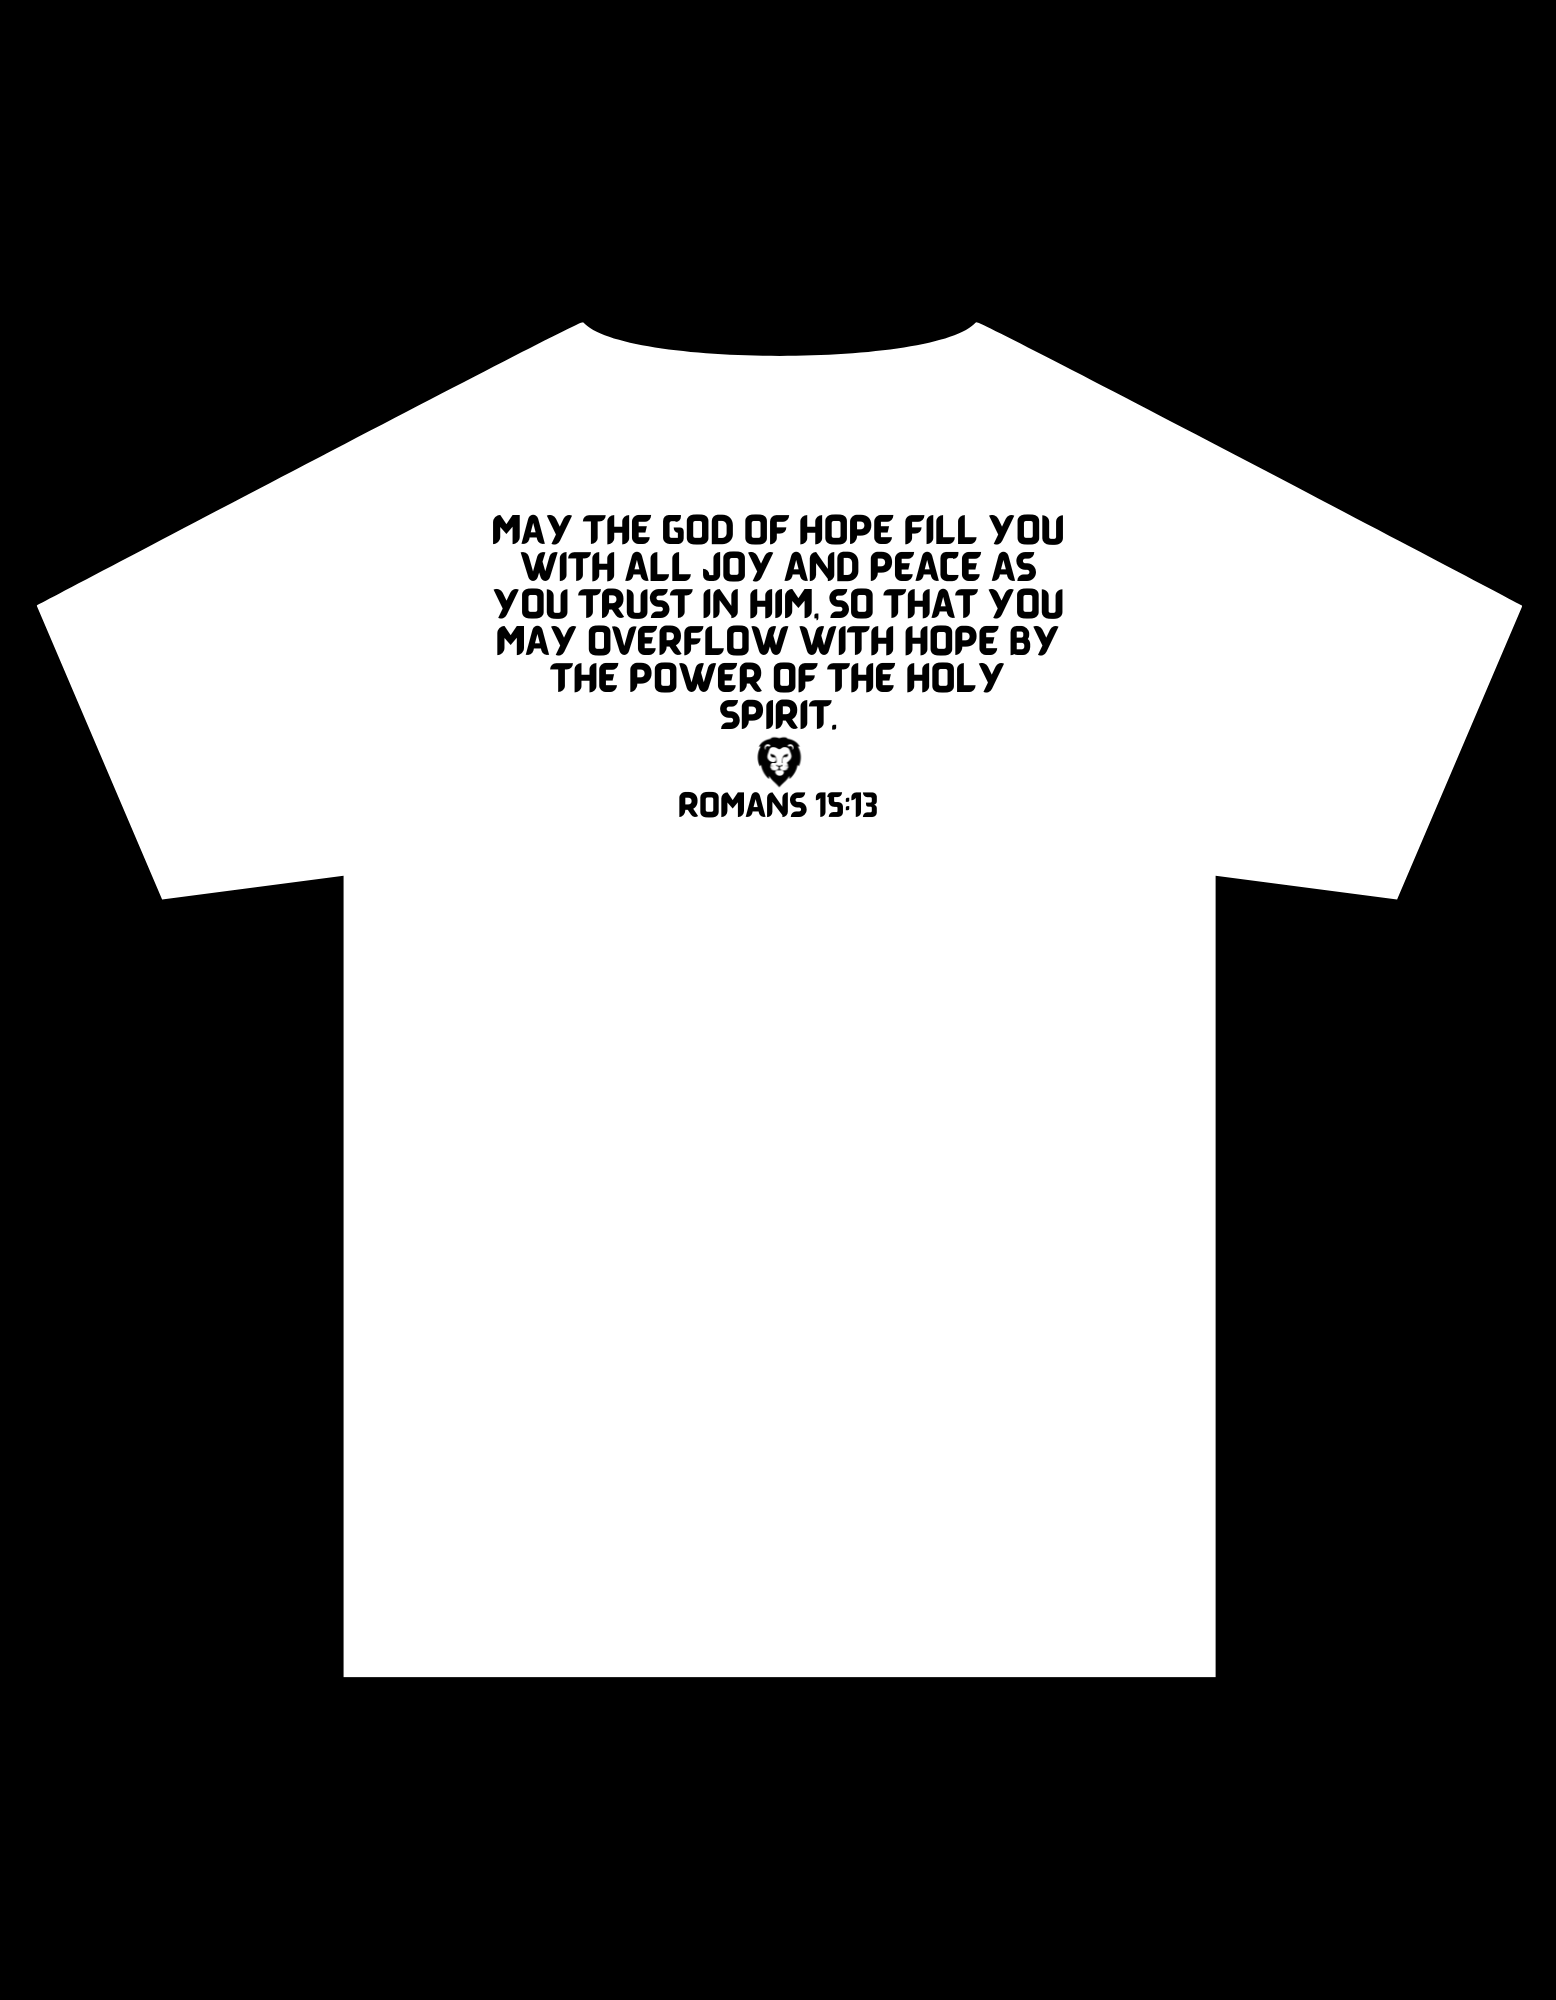 MAY THE GOD OF HOPE FILL YOU
WITH ALL JOY AND PEACE AS
YOU TRUST IN HIM, SO THAT YOU
MAY OVERFLOW WITH HOPE BY
THE POWER OF THE HOLY
SPIRIT.
ROMANS 15:13